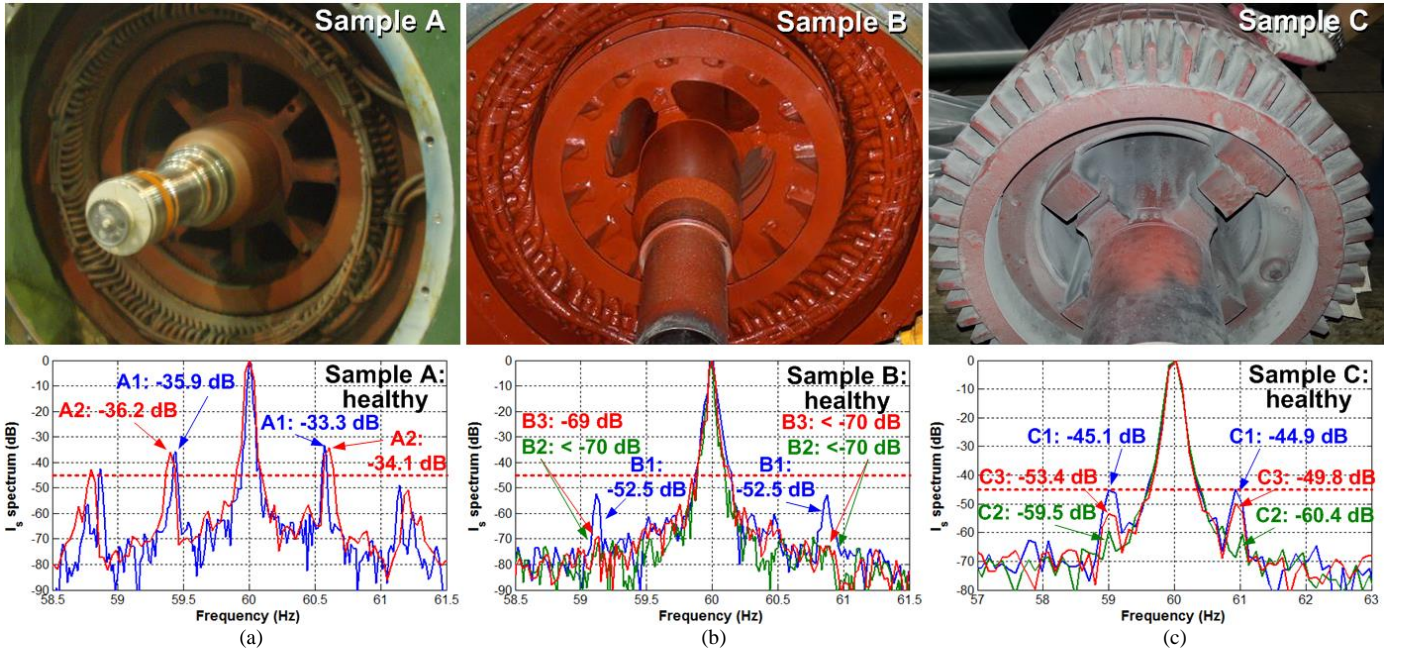 Sample A
Sample B
Sample C
0
-10
-20
-30
-40
-50
-60
-70
-80
-90
Is spectrum (dB)
58.5
59
59.5
60
60.5
61
61.5
Frequency (Hz)
A1: -35.9 dB
A2: -36.2 dB
Sample A:
healthy
A1: -33.3 dB
A2:
-34.1 dB
(a)
0
-10
-20
-30
-40
-50
-60
-70
-80
-90
Is spectrum (dB)
58.5
59
59.5
60
60.5
61
61.5
Frequency (Hz)
Sample B:
healthy
B3: -69 dB
B2: < -70 dB
B1:
-52.5 dB
B3: < -70 dB
B2: <-70 dB
B1:
-52.5 dB
(b)
0
-10
-20
-30
-40
-50
-60
-70
-80
Is spectrum (dB)
57
58
59
60
61
62
63
Frequency (Hz)
Sample C:
healthy
C1:
-45.1 dB
C3: -53.4 dB
C2: -59.5 dB
C1: -44.9 dB
C3: -49.8 dB
C2: -60.4 dB
(c)